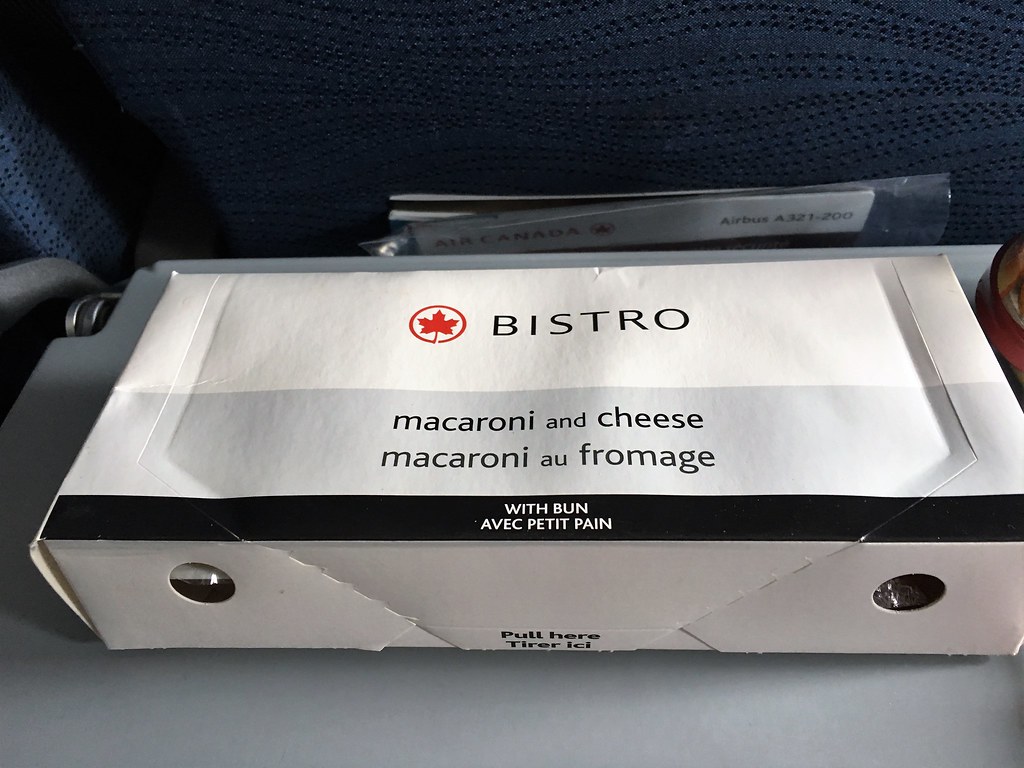 AIR CANADA
Airbus A321-200
BISTRO
macaroni and cheese
macaroni au fromage
WITH BUN
AVEC PETIT PAIN
Pull here
Tirer ici